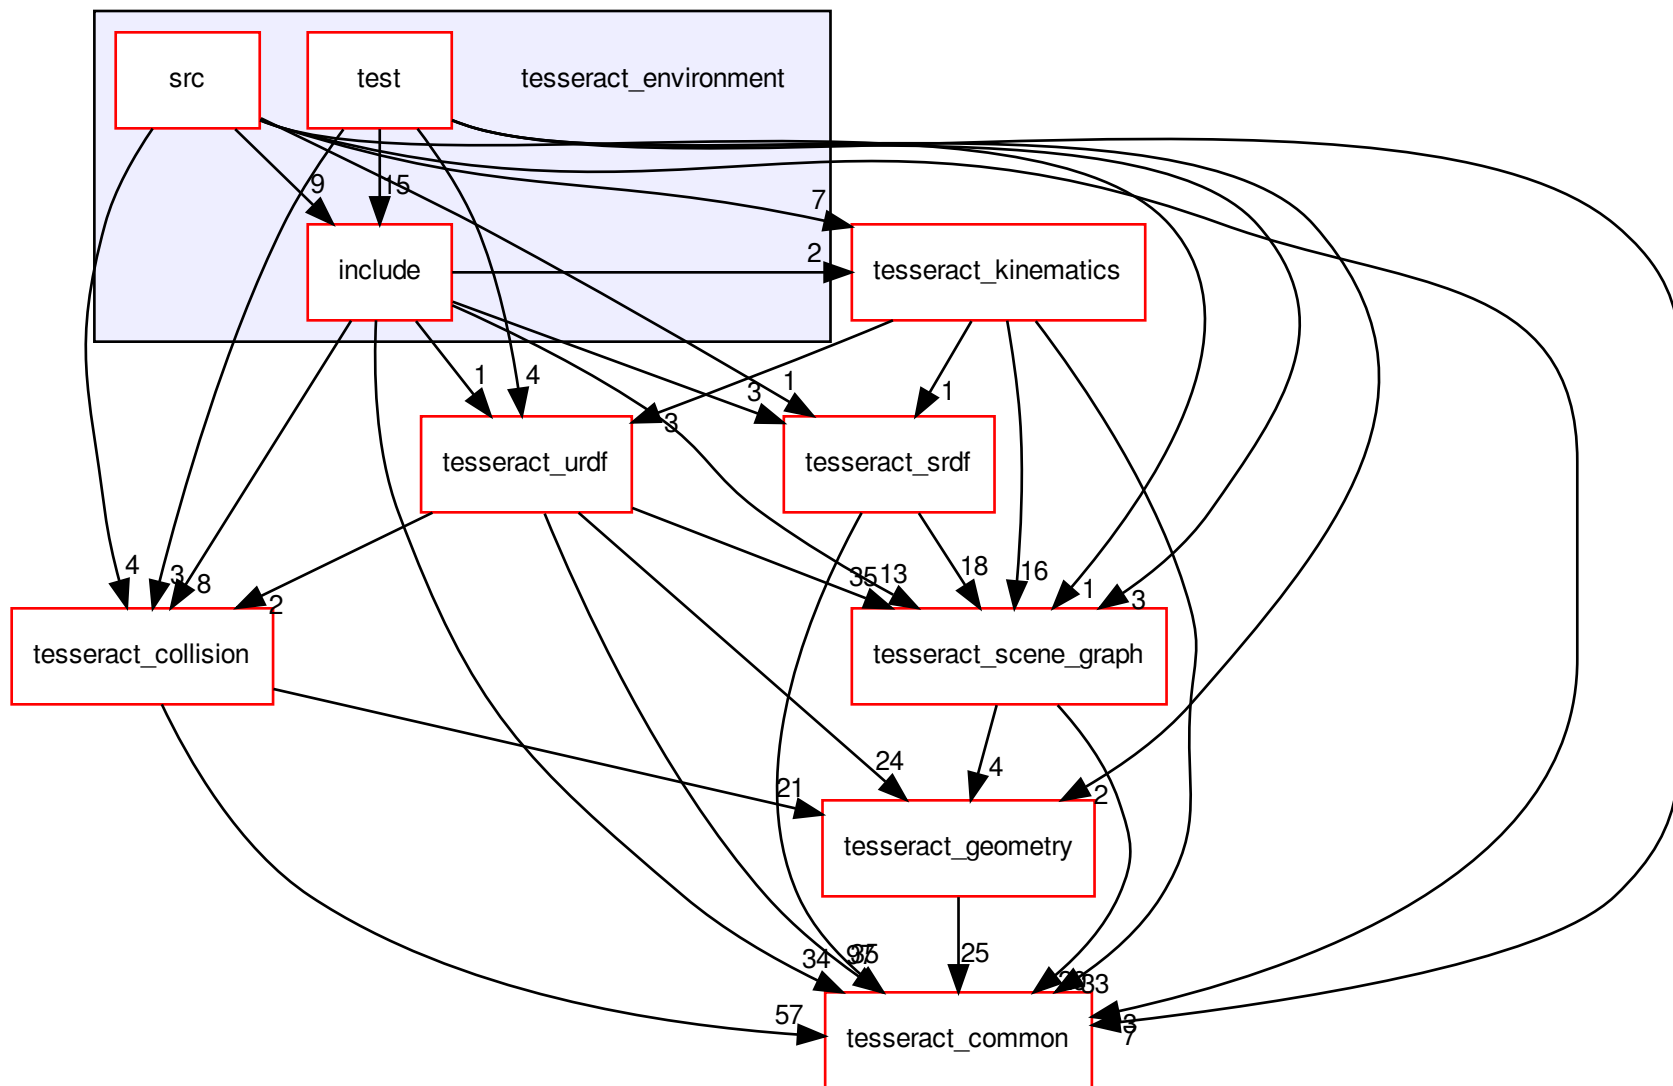 src
test
tesseract_environment
9
15
7
include
2
tesseract_kinematics
1
4
3
1
1
3
tesseract_urdf
tesseract_srdf
4
3
8
2
35
13
18
16
1
3
tesseract_collision
tesseract_scene_graph
21
24
4
2
tesseract_geometry
34
25
33
57
3
7
tesseract_common